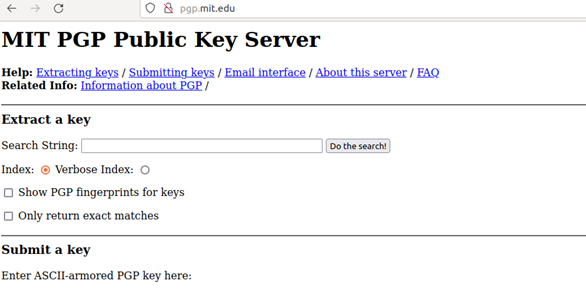 pgp.mit.edu
MIT PGP Public Key Server
Help: Extracting keys / Submitting keys / Email interface / About this server / FAQ
Related Info: Information about PGP /
Extract a key
Search String: Do the search!
Index: Verbose Index:
Show PGP fingerprints for keys
Only return exact matches
Submit a key
Enter ASCII-armored PGP key here: